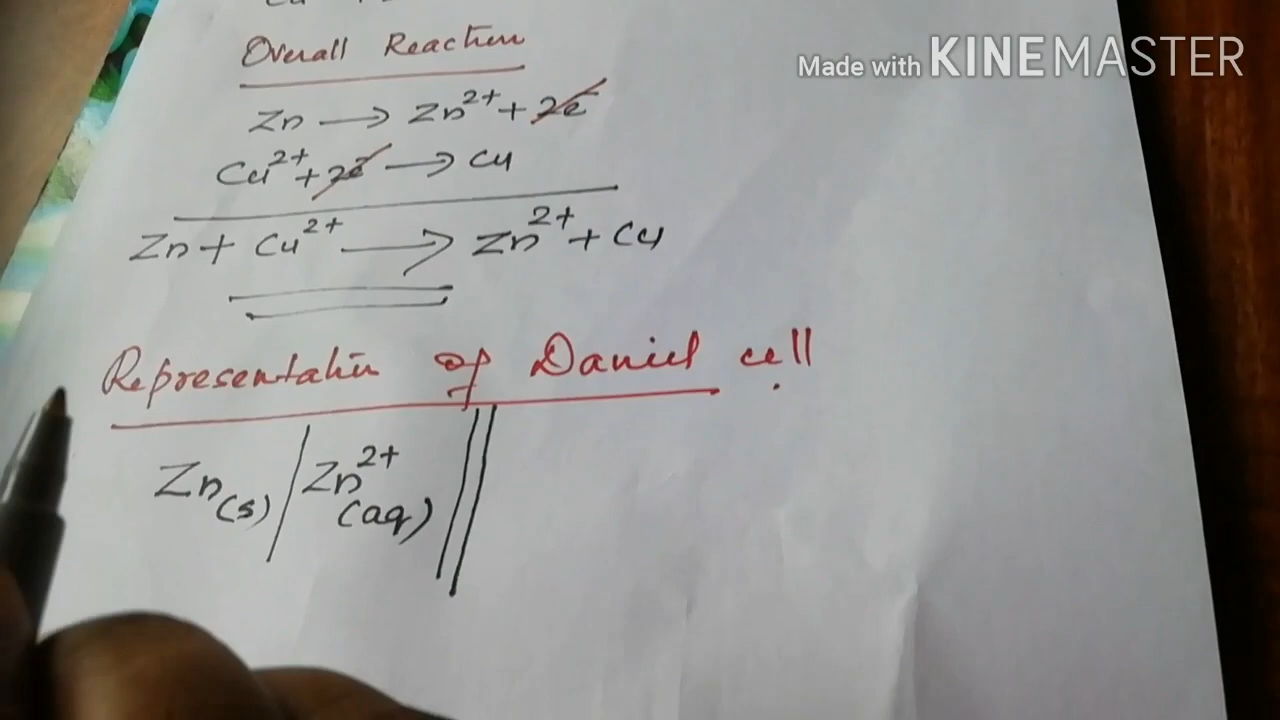 Made with KINEMASTER
Overall Reaction
Zn → Zn²⁺ + 2e⁻
Cu²⁺ + 2e⁻ → Cu
Zn + Cu²⁺ → Zn²⁺ + Cu
Representation of Daniel cell
Zn(s) | Zn²⁺(aq) ||